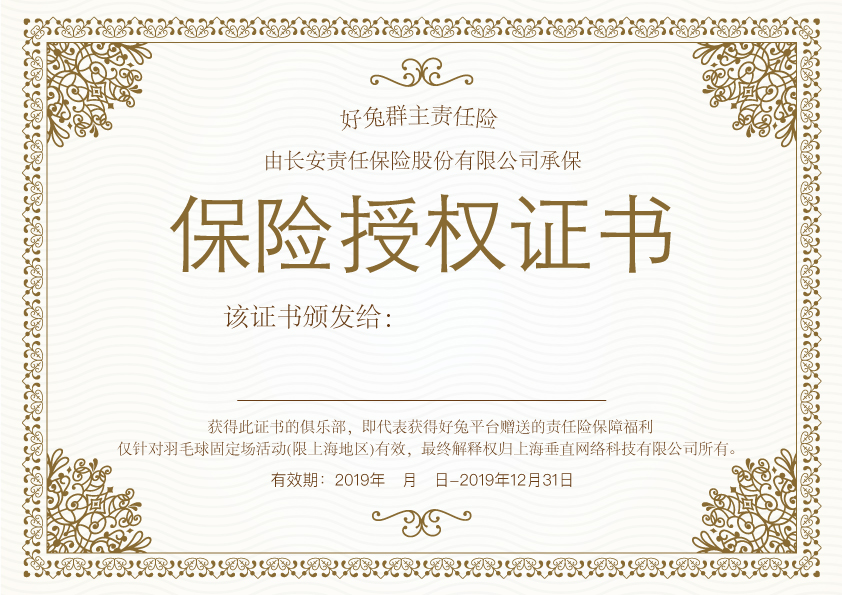 好兔群主责任险
由长安责任保险股份有限公司承保
保险授权证书
该证书颁发给：
获得此证书的俱乐部，即代表获得好兔平台赠送的责任险保障福利
仅针对羽毛球固定场活动(限上海地区)有效，最终解释权归上海垂直网络科技有限公司所有。
有效期：2019年　月　日–2019年12月31日